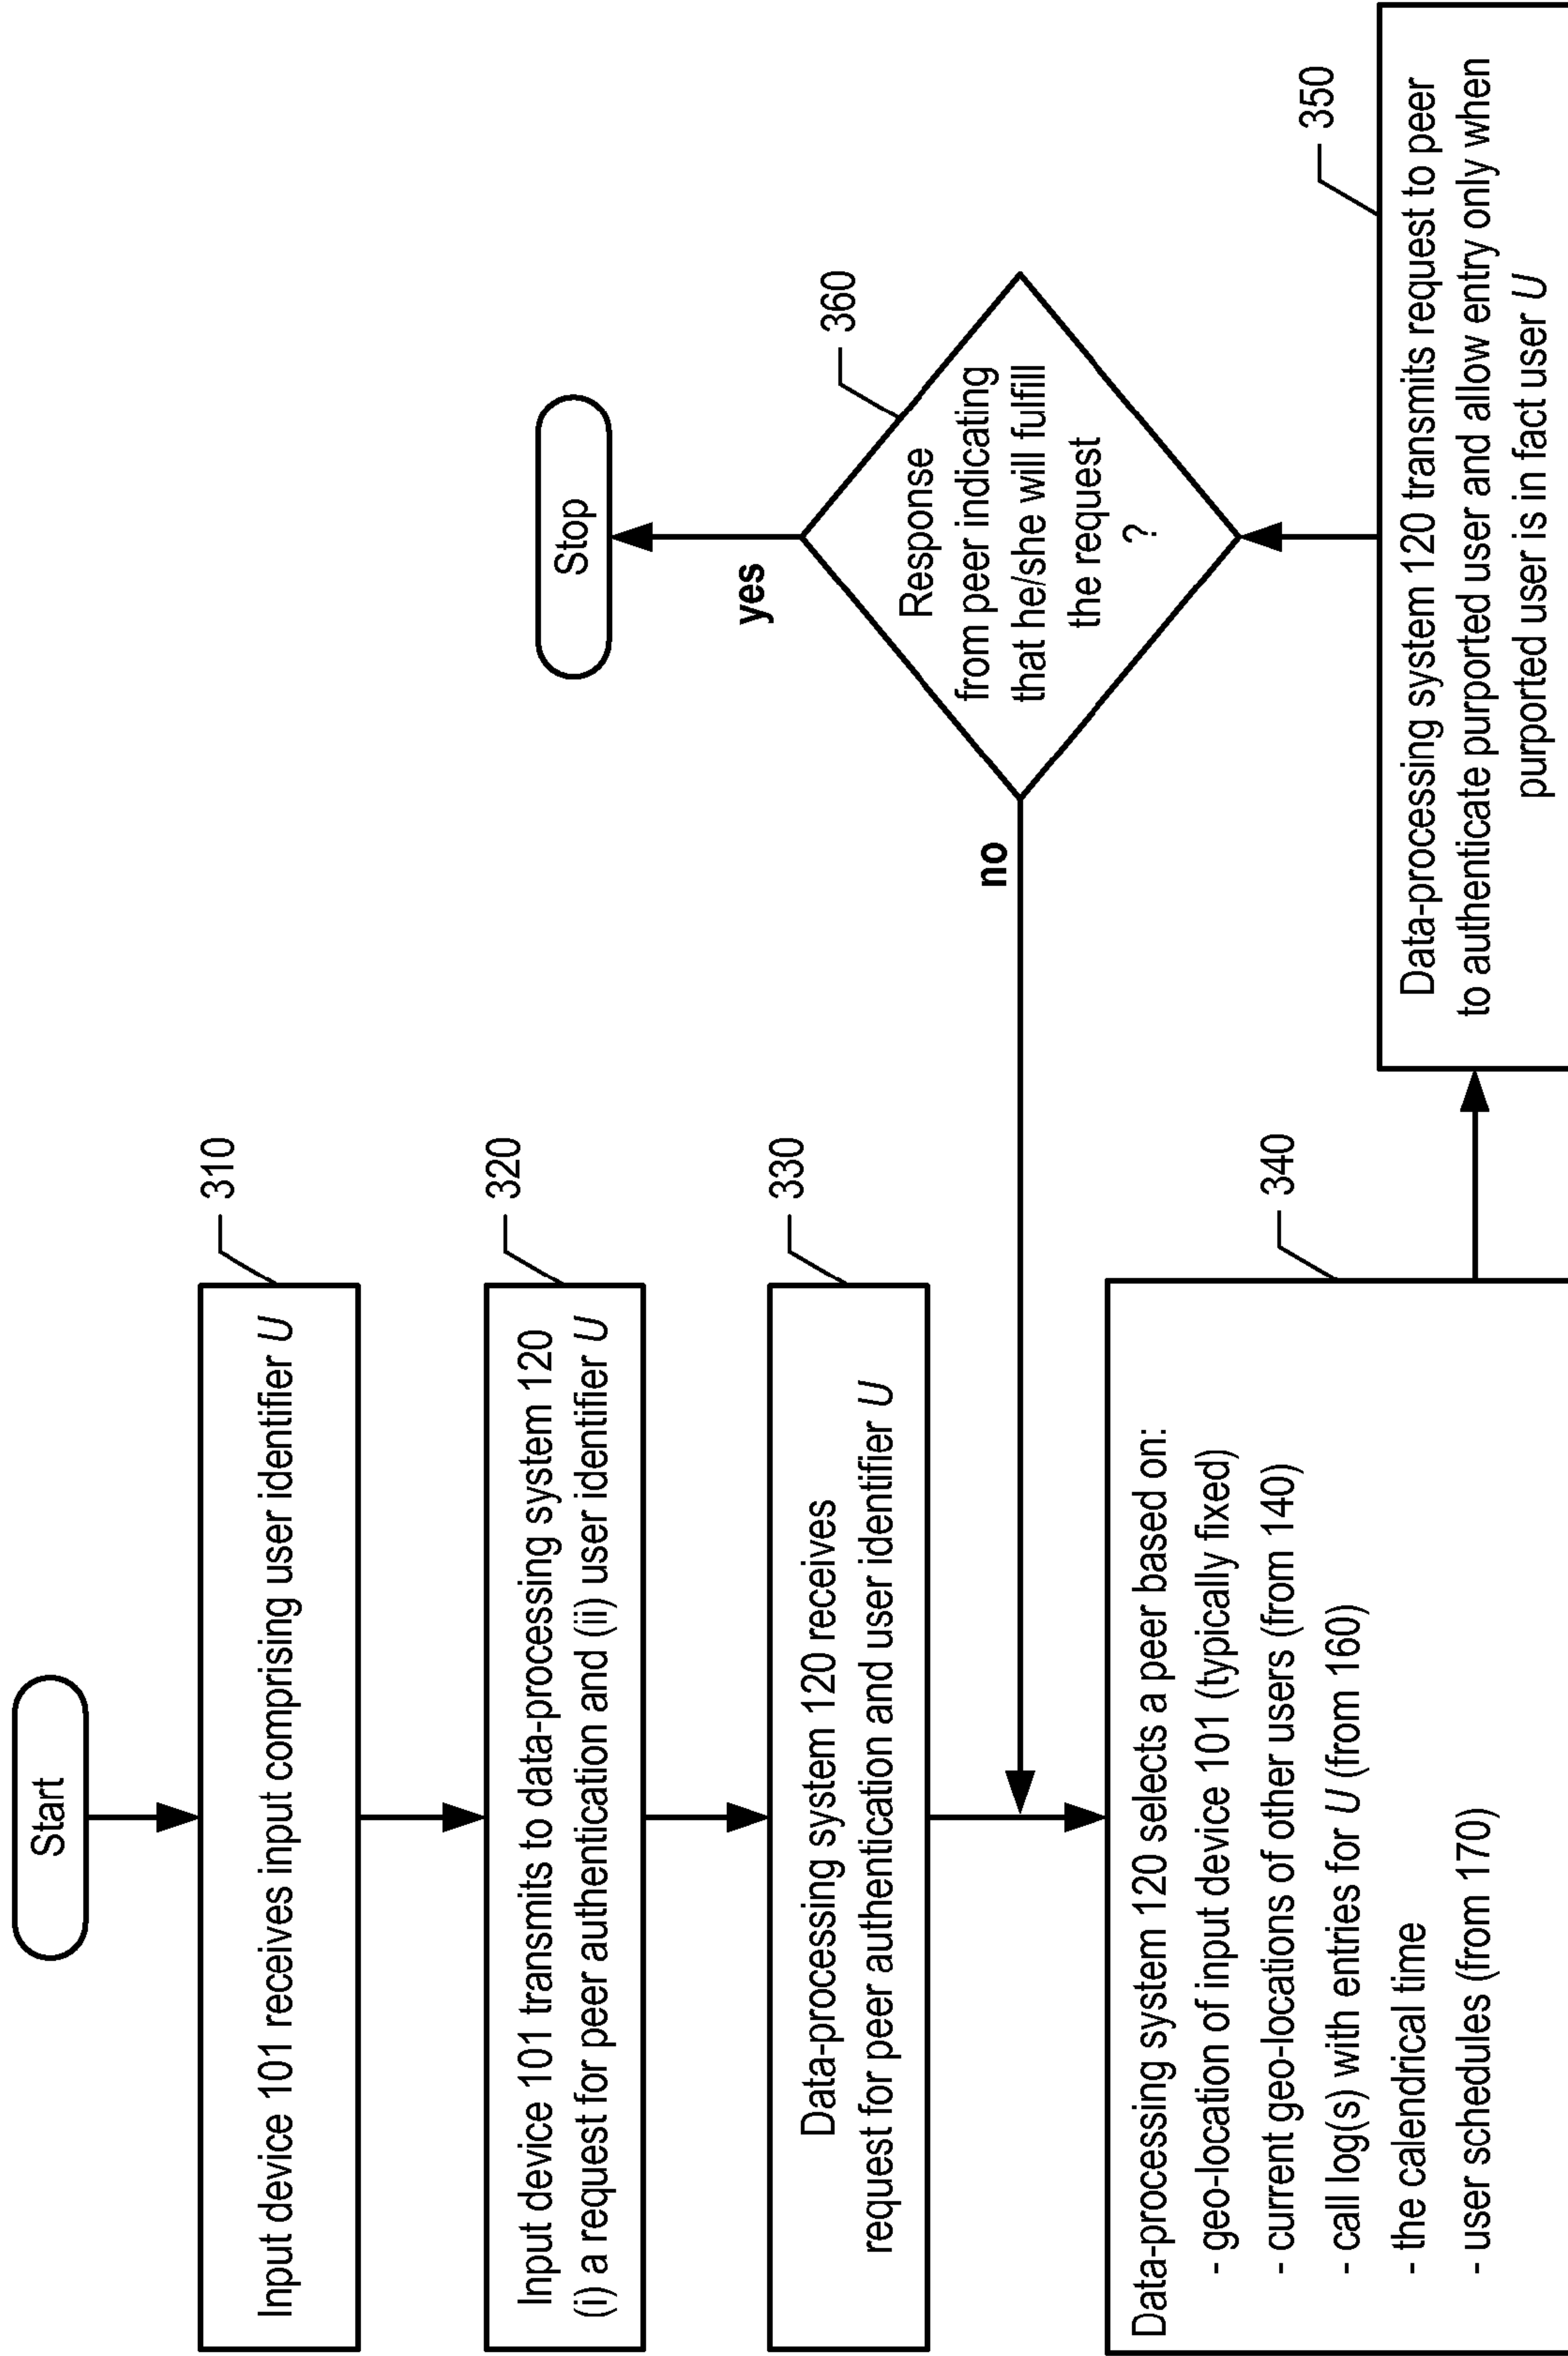 Start
310
Input device 101 receives input comprising user identifier U
320
Input device 101 transmits to data-processing system 120
(i) a request for peer authentication and (ii) user identifier U
330
Data-processing system 120 receives
request for peer authentication and user identifier U
340
Data-processing system 120 selects a peer based on:
- geo-location of input device 101 (typically fixed)
- current geo-locations of other users (from 140)
- call log(s) with entries for U (from 160)
- the calendrical time
- user schedules (from 170)
350
Data-processing system 120 transmits request to peer
to authenticate purported user and allow entry only when
purported user is in fact user U
360
Response
from peer indicating
that he/she will fulfill
the request
?
no
yes
Stop